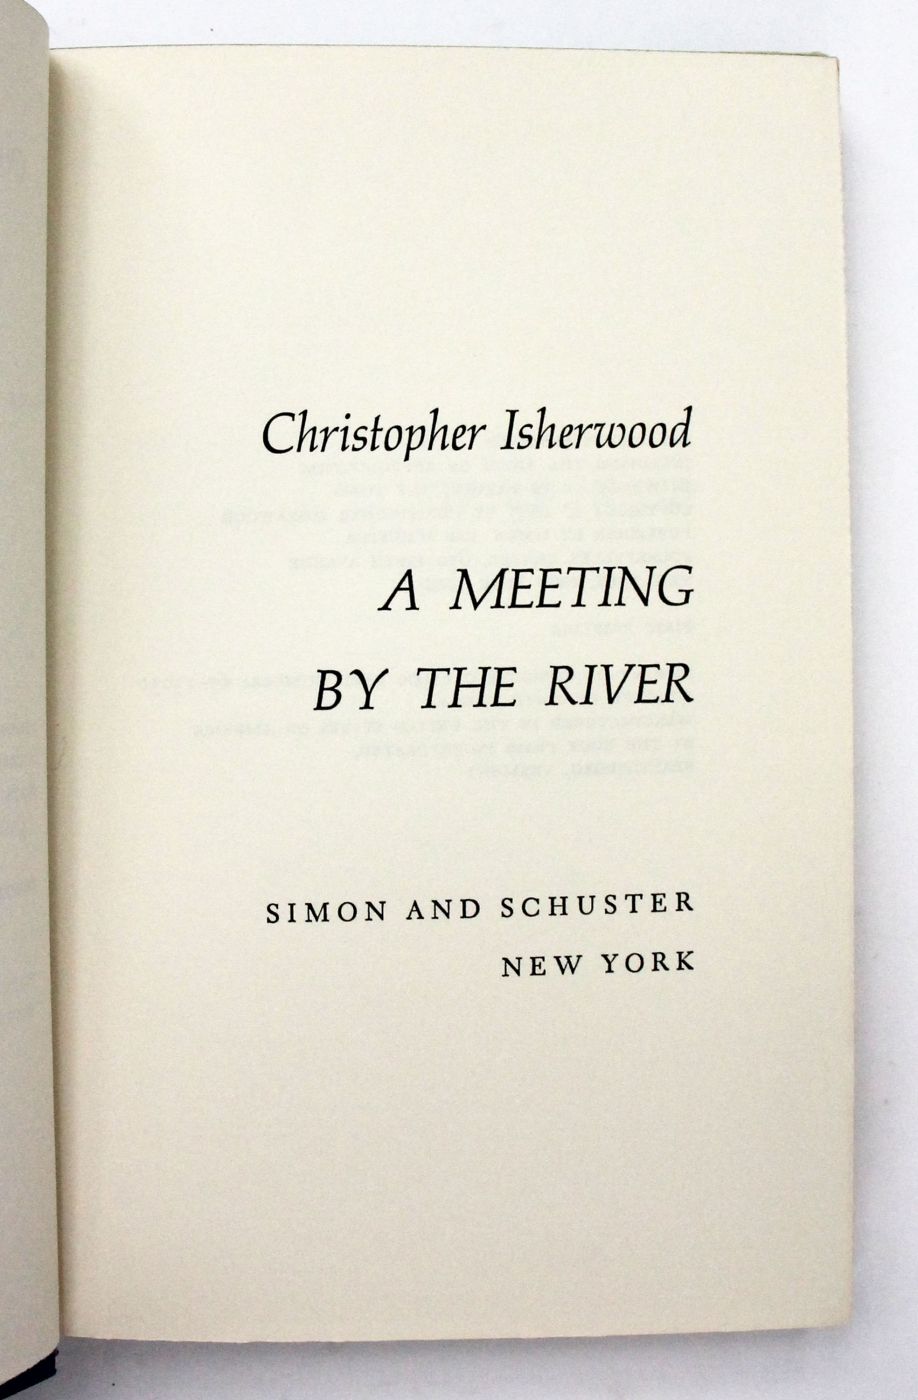 Christopher Isherwood
A MEETING
BY THE RIVER
SIMON AND SCHUSTER
NEW YORK